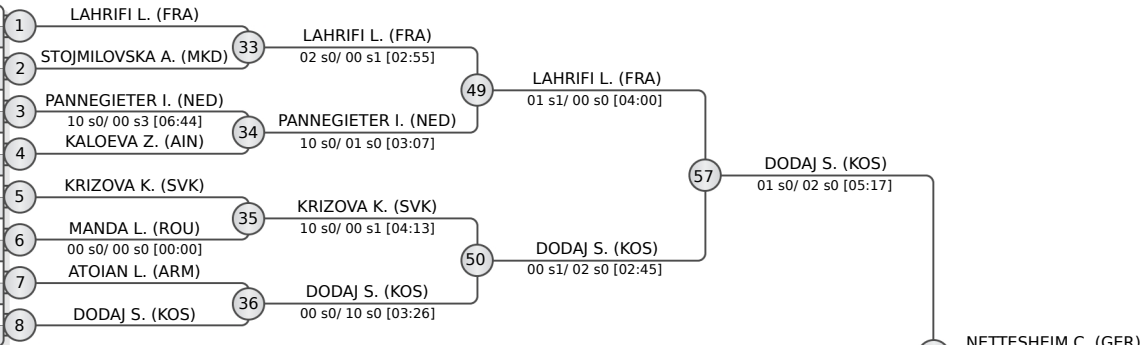 1
LAHRIFI L. (FRA)
2
STOJMILOVSKA A. (MKD)
3
PANNEGIETER I. (NED)
10 s0/ 00 s3 [06:44]
4
KALOEVA Z. (AIN)
5
KRIZOVA K. (SVK)
6
MANDA L. (ROU)
00 s0/ 00 s0 [00:00]
7
ATOIAN L. (ARM)
8
DODAJ S. (KOS)
33
LAHRIFI L. (FRA)
02 s0/ 00 s1 [02:55]
34
PANNEGIETER I. (NED)
10 s0/ 01 s0 [03:07]
35
KRIZOVA K. (SVK)
10 s0/ 00 s1 [04:13]
36
DODAJ S. (KOS)
00 s0/ 10 s0 [03:26]
49
LAHRIFI L. (FRA)
01 s1/ 00 s0 [04:00]
50
DODAJ S. (KOS)
00 s1/ 02 s0 [02:45]
57
DODAJ S. (KOS)
01 s0/ 02 s0 [05:17]
NETTESHEIM C. (GER)